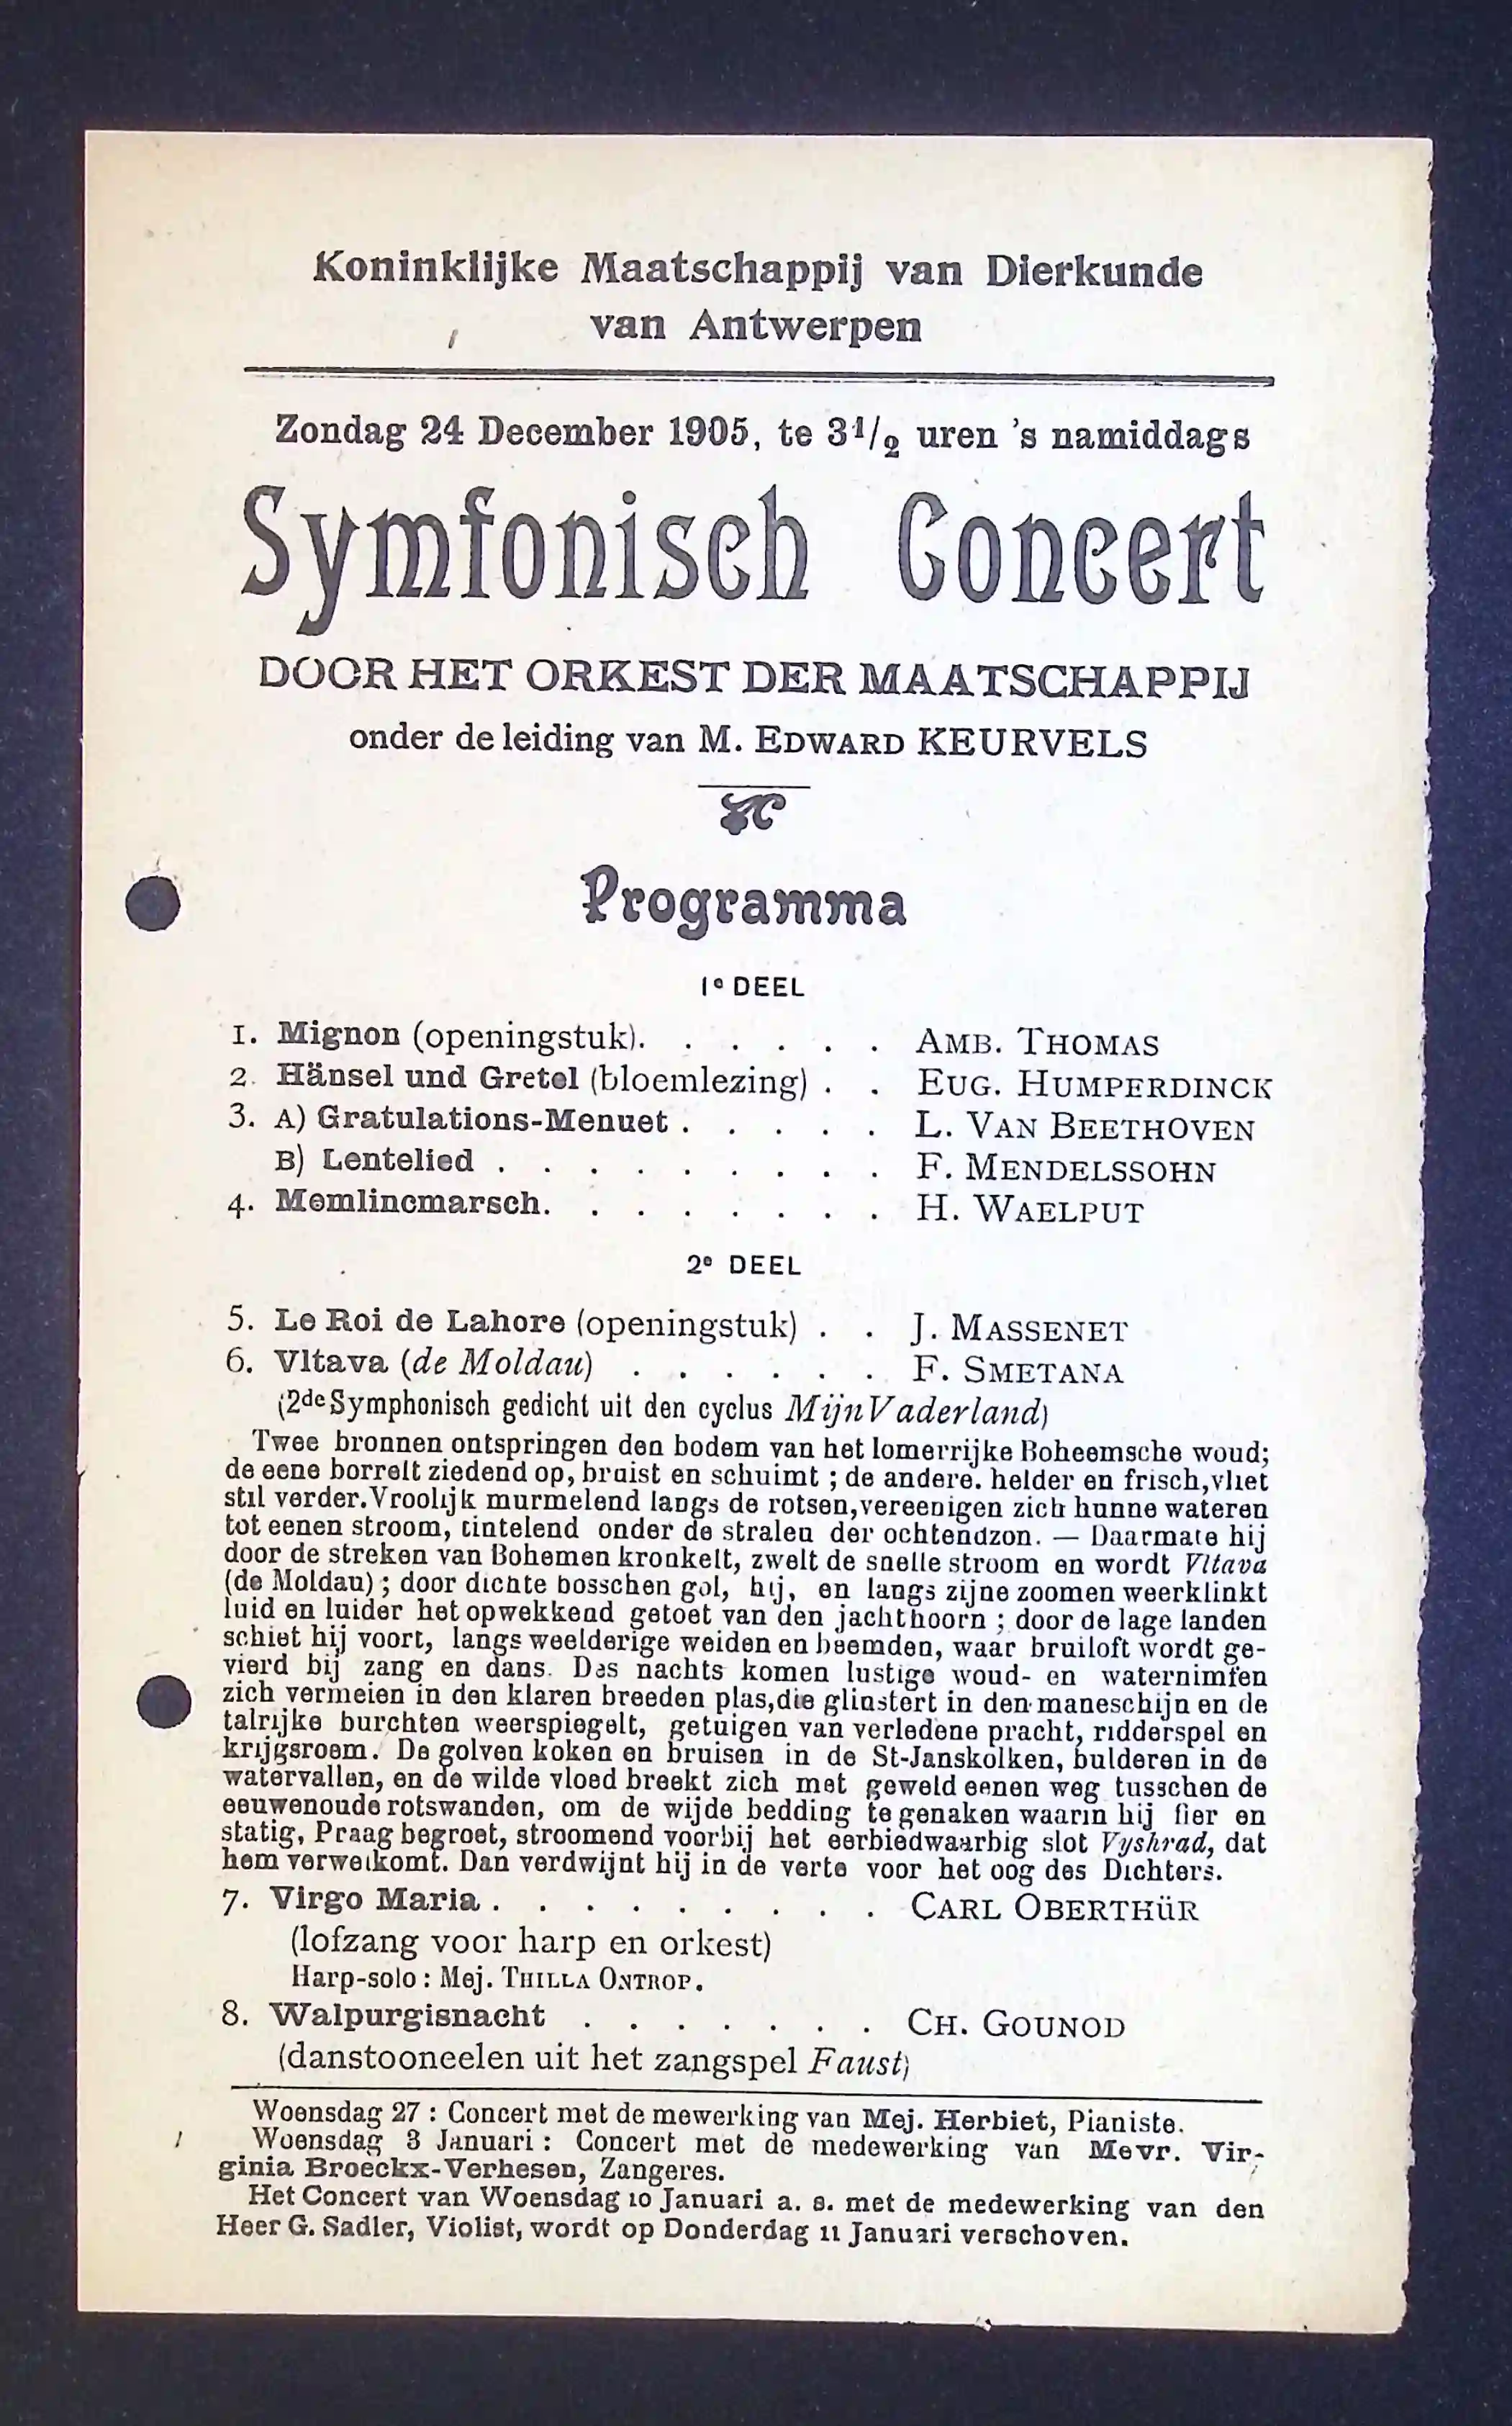 Koninklijke Maatschappij van Dierkunde
van Antwerpen
Zondag 24 December 1905, te 3 1/2 uren 's namiddags
Symfonisch Concert
DOOR HET ORKEST DER MAATSCHAPPIJ
onder de leiding van M. EDWARD KEURVELS
Programma
1e DEEL
1. Mignon (openingstuk). . . . . . AMB. THOMAS
2. Hänsel und Gretel (bloemlezing) . . EUG. HUMPERDINCK
3. A) Gratulations-Menuet . . . . . L. VAN BEETHOVEN
B) Lentelied . . . . . . . . . F. MENDELSSOHN
4. Memlincmarsch. . . . . . . . H. WAELPUT
2e DEEL
5. Le Roi de Lahore (openingstuk) . . J. MASSENET
6. Vltava (de Moldau) . . . . . . F. SMETANA
(2de Symphonisch gedicht uit den cyclus Mijn Vaderland)
Twee bronnen ontspringen den bodem van het lomerrijke Boheemsche woud;
de eene borrelt ziedend op, bruist en schuimt ; de andere. helder en frisch, vliet
stil verder. Vroolijk murmelend langs de rotsen, vereenigen zich hunne wateren
tot eenen stroom, tintelend onder de stralen der ochtendzon. — Daarmate hij
door de streken van Bohemen kronkelt, zwelt de snelle stroom en wordt Vltava
(de Moldau) ; door dichte bosschen gol, hij, en langs zijne zoomen weerklinkt
luid en luider het opwekkend getoet van den jachthoorn ; door de lage landen
schiet hij voort, langs weelderige weiden en beemden, waar bruiloft wordt ge-
vierd bij zang en dans. Des nachts komen lustige woud- en waternimfen
zich vermeien in den klaren breeden plas, die glinstert in den maneschijn en de
talrijke burchten weerspiegelt, getuigen van verledene pracht, ridderspel en
krijgsroem. De golven koken en bruisen in de St-Janskolken, bulderen in de
watervallen, en de wilde vloed breekt zich met geweld eenen weg tusschen de
eeuwenoude rotswanden, om de wijde bedding te genaken waarin hij fier en
statig, Praag begroet, stroomend voorbij het eerbiedwaarbig slot Vyshrad, dat
hem verwelkomt. Dan verdwijnt hij in de verte voor het oog des Dichters.
7. Virgo Maria . . . . . . . . . CARL OBERTHÜR
(lofzang voor harp en orkest)
Harp-solo : Mej. THILLA ONTROP.
8. Walpurgisnacht . . . . . . . CH. GOUNOD
(danstooneelen uit het zangspel Faust)
Woensdag 27 : Concert met de mewerking van Mej. Herbiet, Pianiste.
Woensdag 3 Januari : Concert met de medewerking van Mevr. Vir-
ginia Broeckx-Verhesen, Zangeres.
Het Concert van Woensdag 10 Januari a. s. met de medewerking van den
Heer G. Sadler, Violist, wordt op Donderdag 11 Januari verschoven.